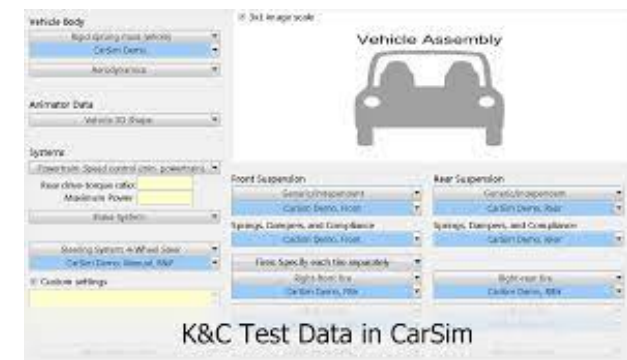 Vehicle Body
Rigid Sprung Mass (whole)
CarSim Demo,
Aerodynamics
Animator Data
Vehicle 3D Shape
Systems
Powertrain: Speed control (min. powertrain)
Rear drive torque ratio:
Maximum Power:
Brake System
Steering System: 4-Wheel Steer
CarSim Demo, Manual, R&P
Custom settings
3x1 image scale
Vehicle Assembly
Front Suspension
Generic/Independent
CarSim Demo, Front
Springs, Dampers, and Compliance
CarSim Demo, Front
Tires: Specify each tire separately
Right front tire
CarSim Demo,
Rear Suspension
Generic/Independent
CarSim Demo, Rear
Springs, Dampers, and Compliance
CarSim Demo, Rear
Right rear tire
CarSim Demo,
K&C Test Data in CarSim